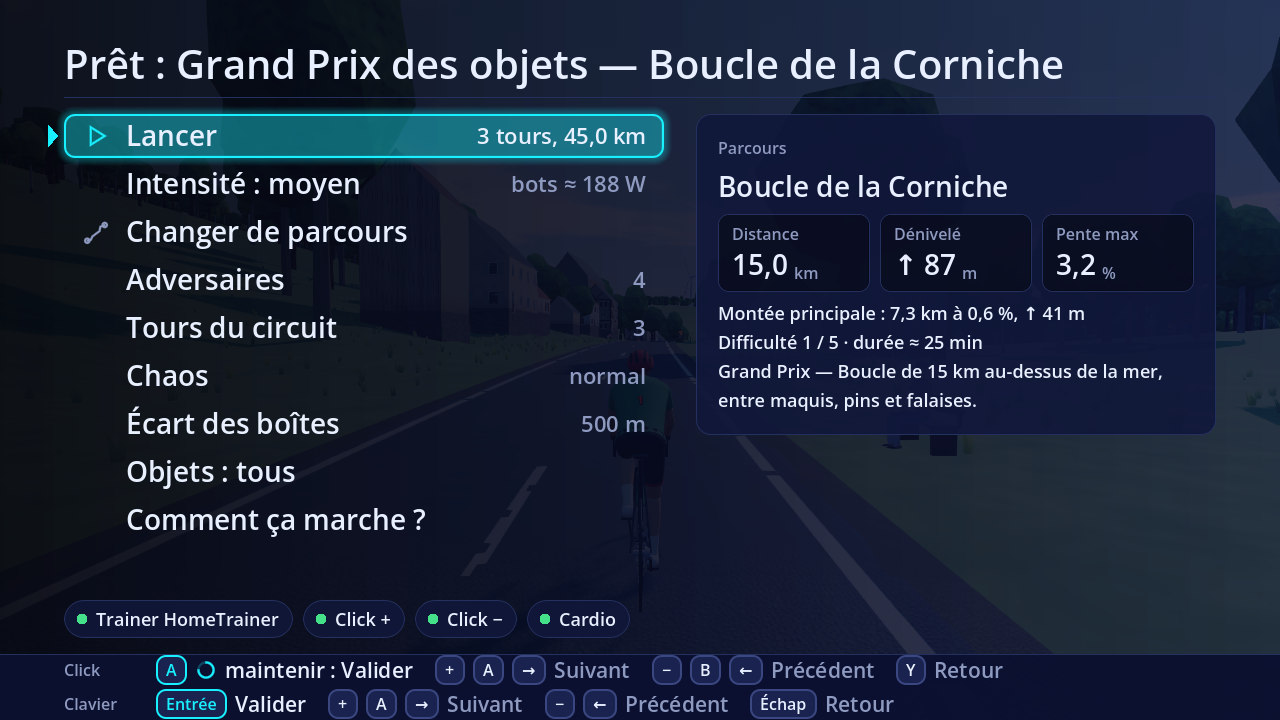 Prêt : Grand Prix des objets — Boucle de la Corniche
Lancer 3 tours, 45,0 km
Intensité : moyen bots ≈ 188 W
Changer de parcours
Adversaires 4
Tours du circuit 3
Chaos normal
Écart des boîtes 500 m
Objets : tous
Comment ça marche ?
Parcours
Boucle de la Corniche
Distance Dénivelé Pente max
15,0 km ↑ 87 m 3,2 %
Montée principale : 7,3 km à 0,6 %, ↑ 41 m
Difficulté 1 / 5 · durée ≈ 25 min
Grand Prix — Boucle de 15 km au-dessus de la mer,
entre maquis, pins et falaises.
Trainer HomeTrainer Click + Click − Cardio
Click A maintenir : Valider + A → Suivant − B ← Précédent Y Retour
Clavier Entrée Valider + A → Suivant − ← Précédent Échap Retour